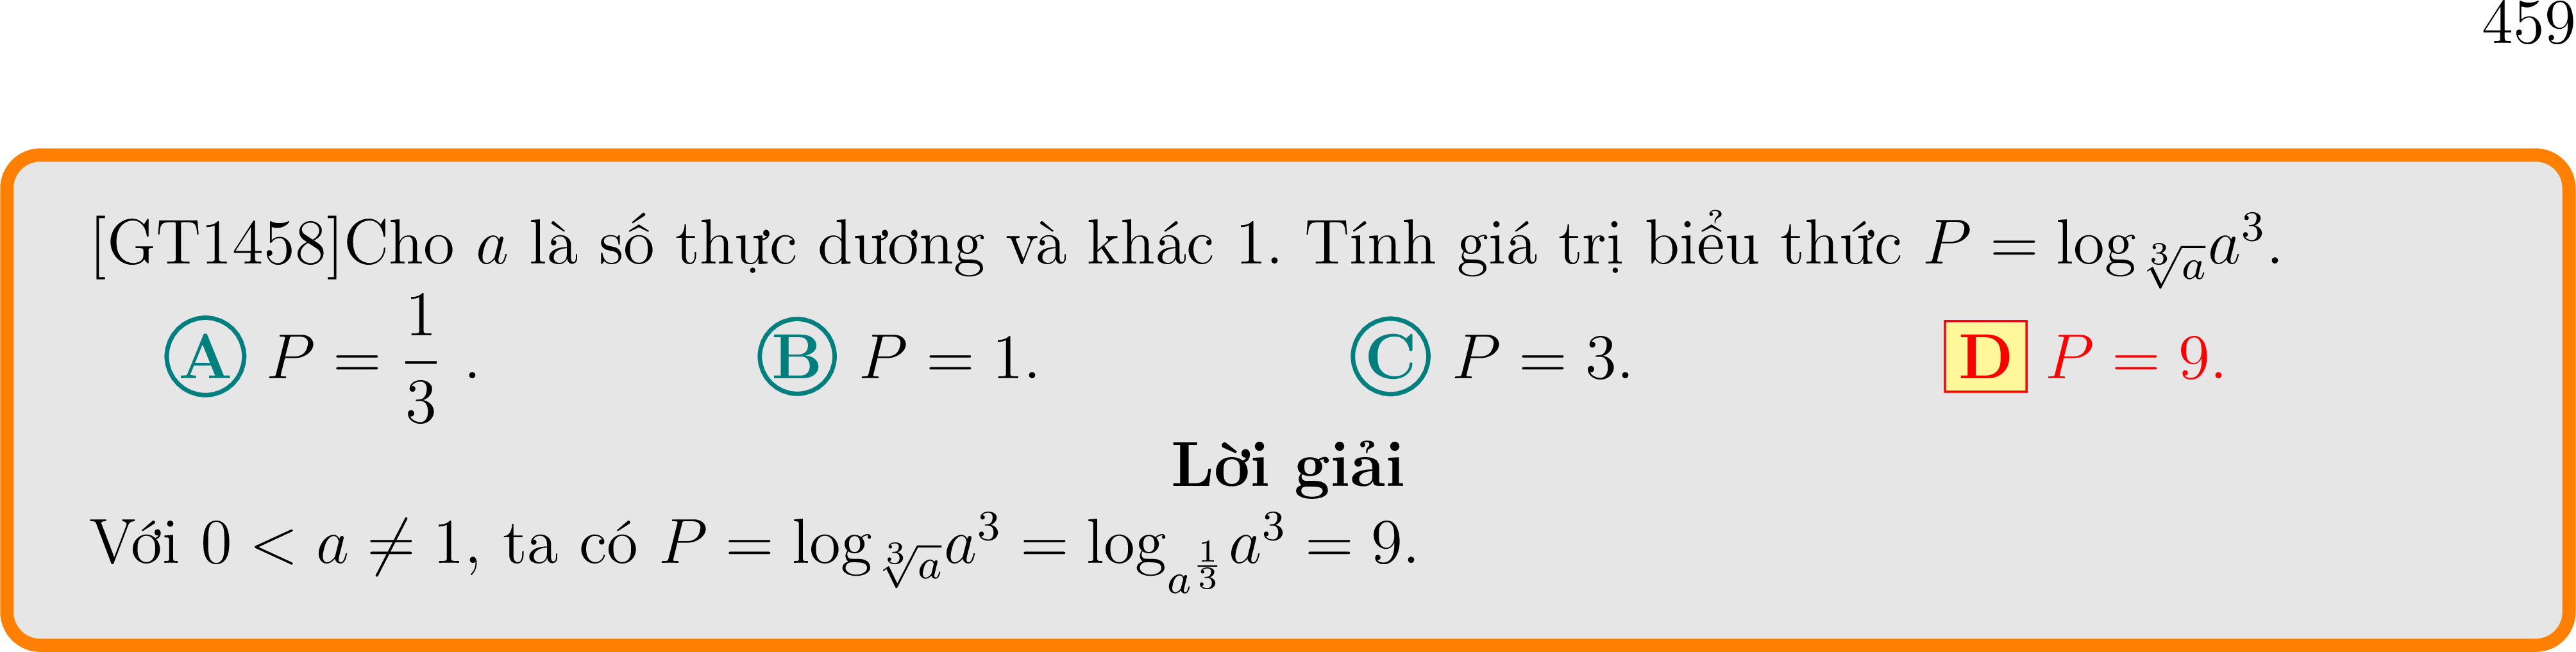 459
[GT1458]Cho a là số thực dương và khác 1. Tính giá trị biểu thức $P = \log_{\sqrt[3]{a}} a^3$.
A $P = \frac{1}{3}$ . B $P = 1$. C $P = 3$. D $P = 9$.
Lời giải
Với $0 < a \neq 1$, ta có $P = \log_{\sqrt[3]{a}} a^3 = \log_{a^{\frac{1}{3}}} a^3 = 9$.